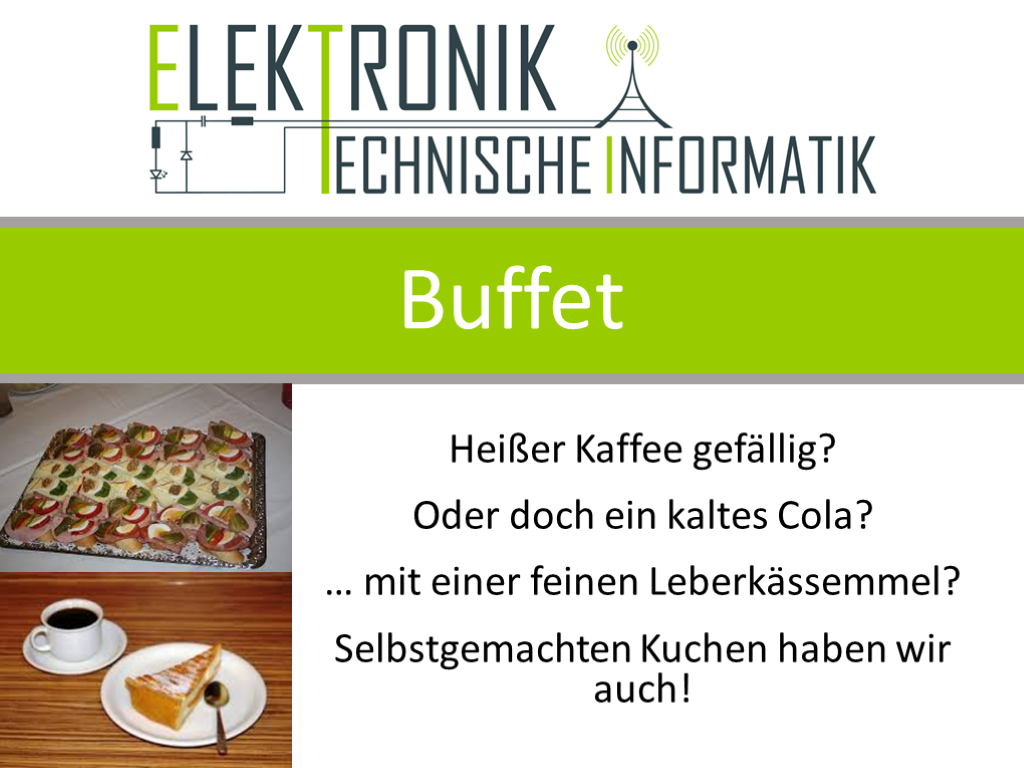 ELEKTRONIK
TECHNISCHE INFORMATIK
Buffet
Heißer Kaffee gefällig?
Oder doch ein kaltes Cola?
... mit einer feinen Leberkässemmel?
Selbstgemachten Kuchen haben wir
auch!